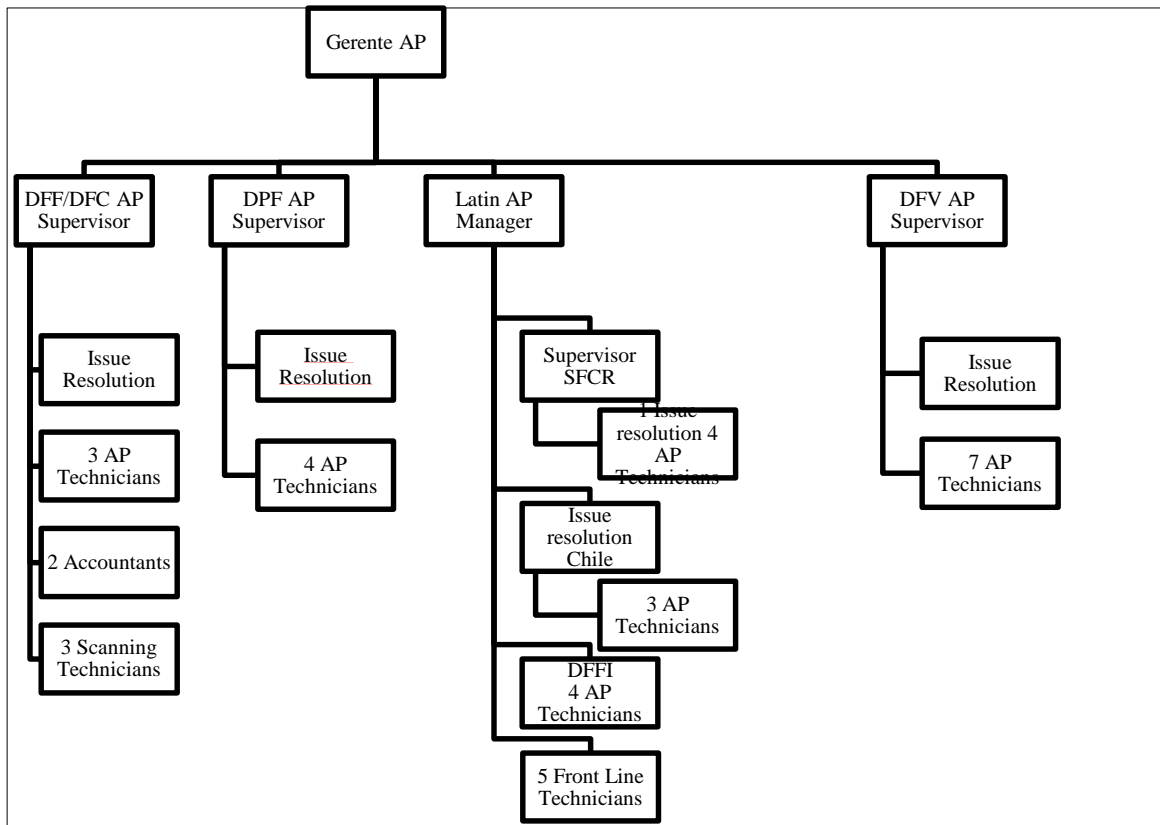 Gerente AP
DFF/DFC AP
Supervisor
DPF AP
Supervisor
Latin AP
Manager
DFV AP
Supervisor
Issue
Resolution
3 AP
Technicians
2 Accountants
3 Scanning
Technicians
Issue
Resolution
4 AP
Technicians
Supervisor
SFCR
1 Issue
resolution 4
AP
Technicians
Issue
resolution
Chile
3 AP
Technicians
DFFI
4 AP
Technicians
5 Front Line
Technicians
Issue
Resolution
7 AP
Technicians